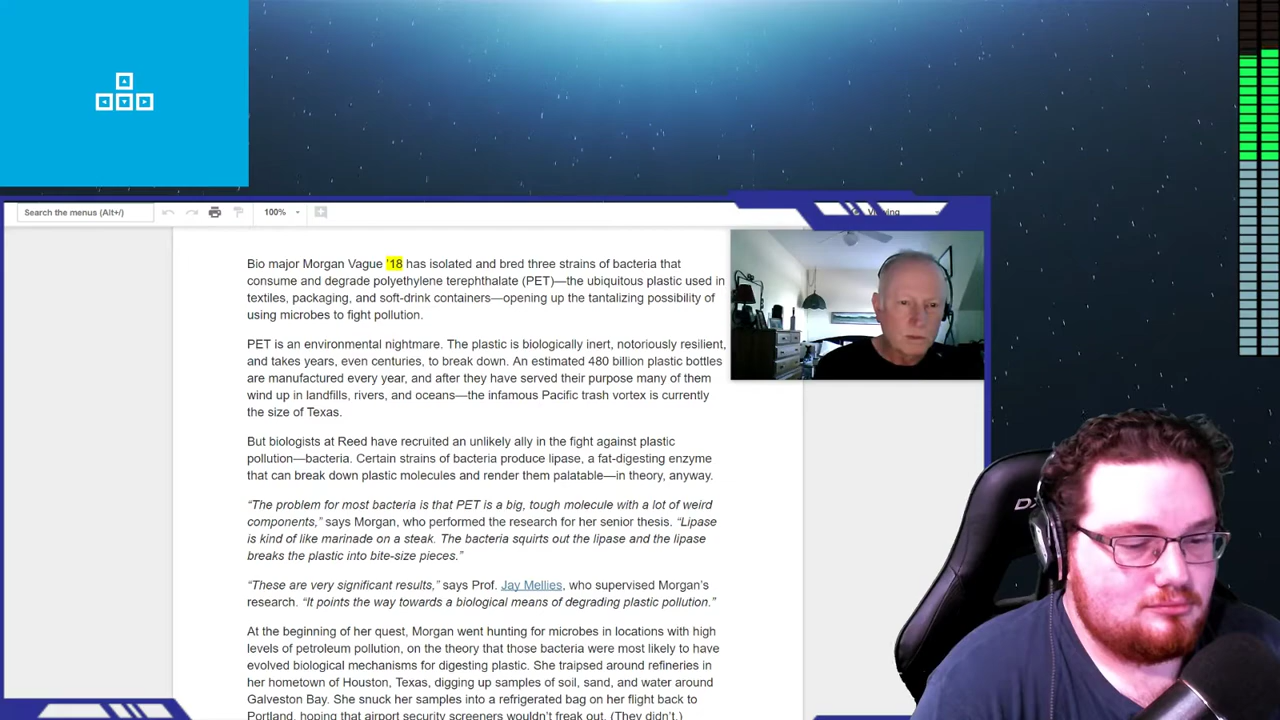 Search the menus (Alt+/)
100%
Bio major Morgan Vague '18 has isolated and bred three strains of bacteria that
consume and degrade polyethylene terephthalate (PET)—the ubiquitous plastic used in
textiles, packaging, and soft-drink containers—opening up the tantalizing possibility of
using microbes to fight pollution.
PET is an environmental nightmare. The plastic is biologically inert, notoriously resilient,
and takes years, even centuries, to break down. An estimated 480 billion plastic bottles
are manufactured every year, and after they have served their purpose many of them
wind up in landfills, rivers, and oceans—the infamous Pacific trash vortex is currently
the size of Texas.
But biologists at Reed have recruited an unlikely ally in the fight against plastic
pollution—bacteria. Certain strains of bacteria produce lipase, a fat-digesting enzyme
that can break down plastic molecules and render them palatable—in theory, anyway.
“The problem for most bacteria is that PET is a big, tough molecule with a lot of weird
components,” says Morgan, who performed the research for her senior thesis. “Lipase
is kind of like marinade on a steak. The bacteria squirts out the lipase and the lipase
breaks the plastic into bite-size pieces.”
“These are very significant results,” says Prof. Jay Mellies, who supervised Morgan’s
research. “It points the way towards a biological means of degrading plastic pollution.”
At the beginning of her quest, Morgan went hunting for microbes in locations with high
levels of petroleum pollution, on the theory that those bacteria were most likely to have
evolved biological mechanisms for digesting plastic. She traipsed around refineries in
her hometown of Houston, Texas, digging up samples of soil, sand, and water around
Galveston Bay. She snuck her samples into a refrigerated bag on her flight back to
Portland, hoping that airport security screeners wouldn’t freak out. (They didn’t.)